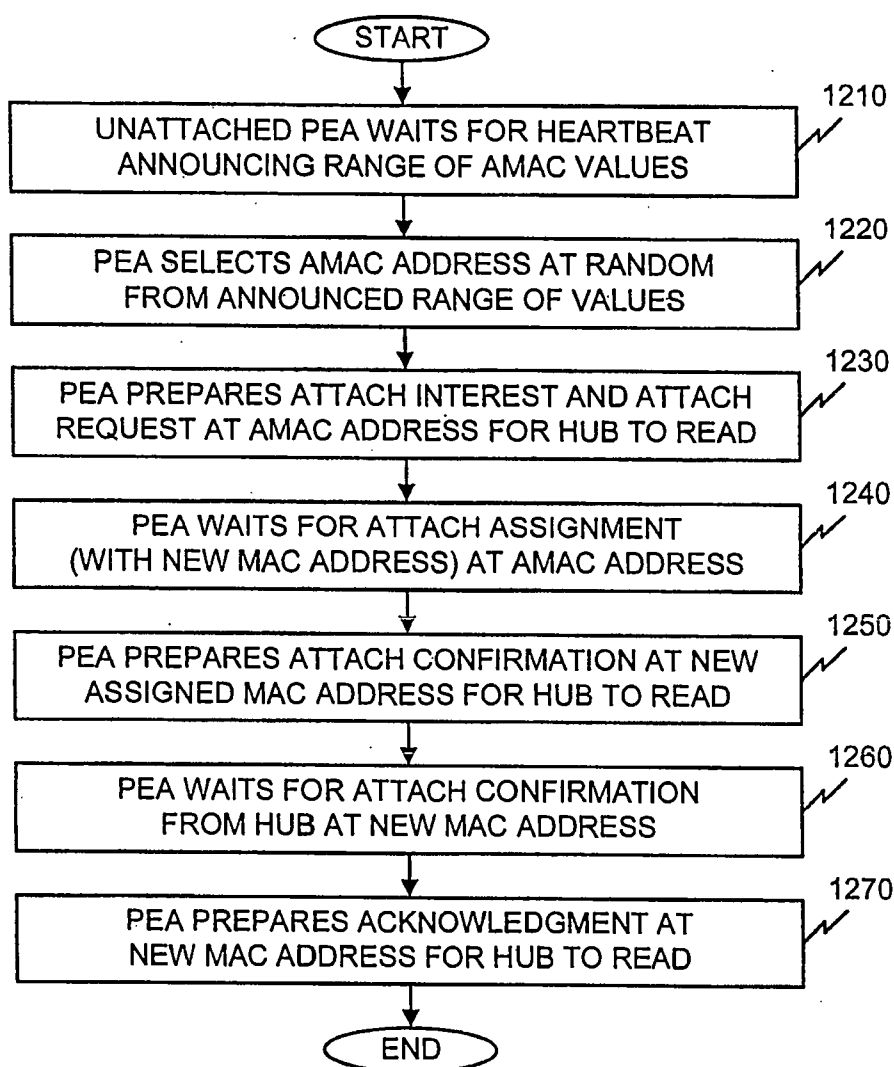 START
1210
UNATTACHED PEA WAITS FOR HEARTBEAT
ANNOUNCING RANGE OF AMAC VALUES
1220
PEA SELECTS AMAC ADDRESS AT RANDOM
FROM ANNOUNCED RANGE OF VALUES
1230
PEA PREPARES ATTACH INTEREST AND ATTACH
REQUEST AT AMAC ADDRESS FOR HUB TO READ
1240
PEA WAITS FOR ATTACH ASSIGNMENT
(WITH NEW MAC ADDRESS) AT AMAC ADDRESS
1250
PEA PREPARES ATTACH CONFIRMATION AT NEW
ASSIGNED MAC ADDRESS FOR HUB TO READ
1260
PEA WAITS FOR ATTACH CONFIRMATION
FROM HUB AT NEW MAC ADDRESS
1270
PEA PREPARES ACKNOWLEDGMENT AT
NEW MAC ADDRESS FOR HUB TO READ
END